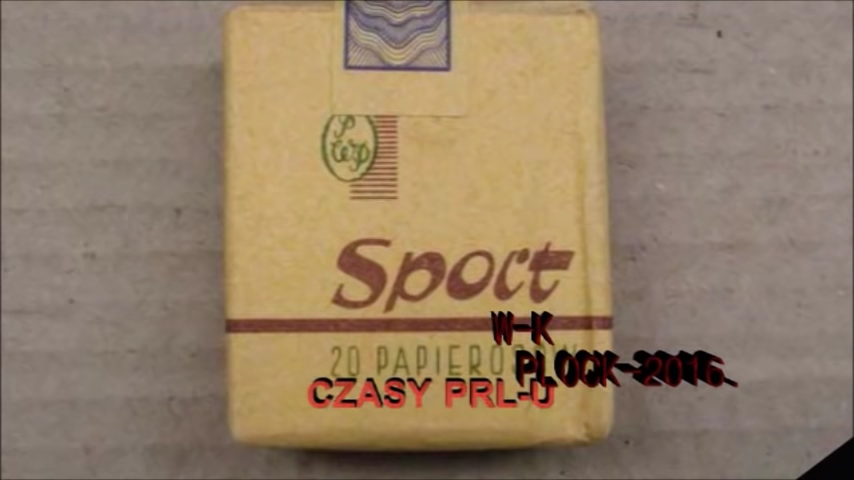 Sport
W-K
20 PAPIEROSÓW
PŁOCK-2016.
CZASY PRL-U